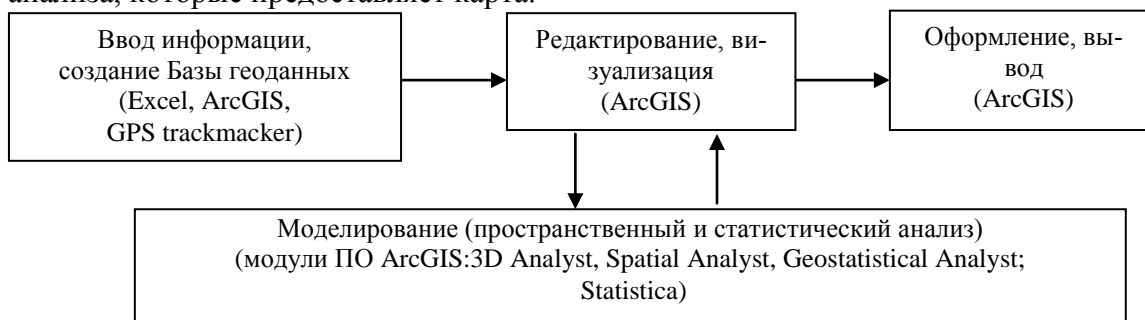 анализа, которые предоставляет карта.
Ввод информации,
создание Базы геоданных
(Excel, ArcGIS,
GPS trackmacker)
Редактирование, ви-
зуализация
(ArcGIS)
Оформление, вы-
вод
(ArcGIS)
Моделирование (пространственный и статистический анализ)
(модули ПО ArcGIS:3D Analyst, Spatial Analyst, Geostatistical Analyst;
Statistica)